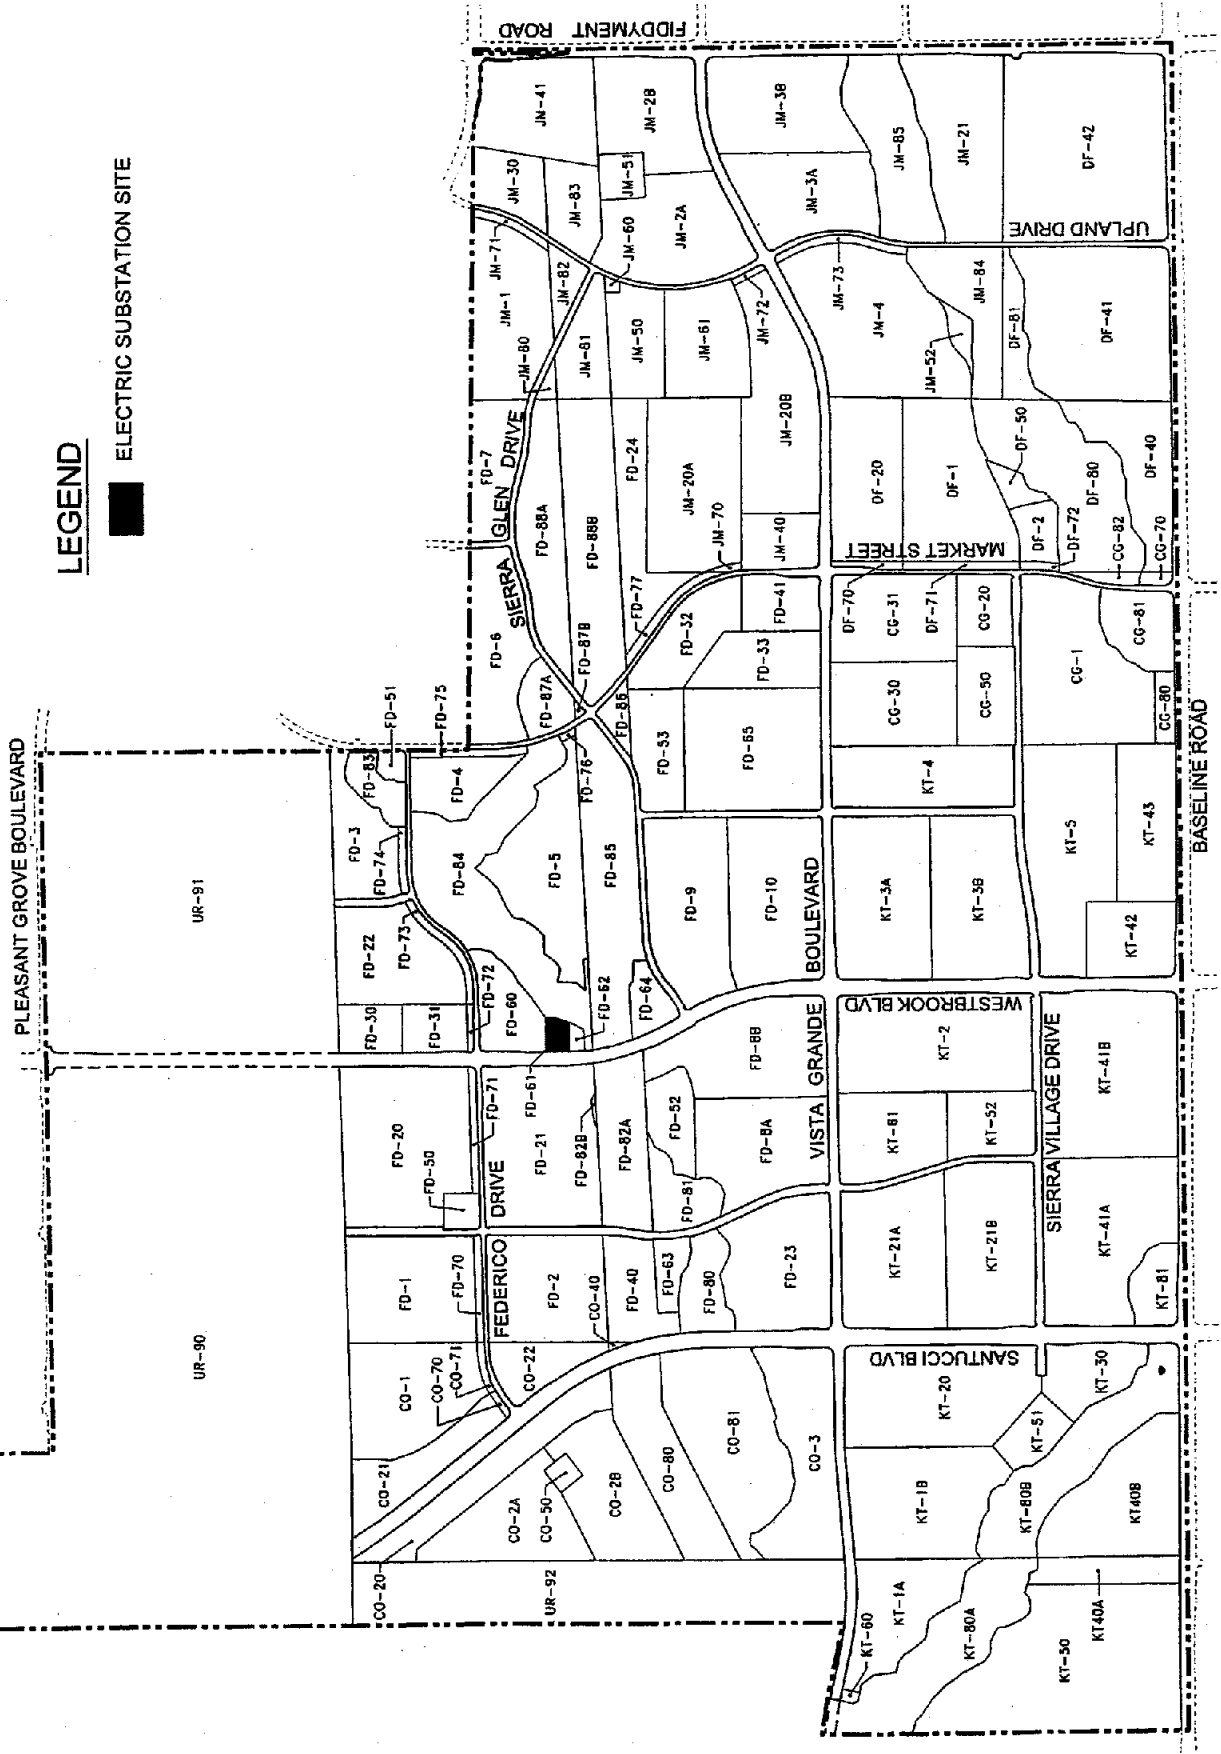 LEGEND
ELECTRIC SUBSTATION SITE
PLEASANT GROVE BOULEVARD
FIDDYMENT ROAD
BASELINE ROAD
SIERRA GLEN DRIVE
UPLAND DRIVE
MARKET STREET
VISTA GRANDE BOULEVARD
WESTBROOK BLVD
SIERRA VILLAGE DRIVE
FEDERICO DRIVE
SANTUCCI BLVD
UR-90
UR-91
UR-92
CO-20
CO-21
CO-1
CO-70
CO-71
CO-22
CO-2A
CO-50
CO-2B
CO-40
CO-80
CO-81
CO-3
FD-1
FD-70
FD-2
FD-40
FD-63
FD-80
FD-23
FD-20
FD-50
FD-71
FD-21
FD-61
FD-82B
FD-82A
FD-52
FD-81
FD-8A
FD-8B
FD-30
FD-31
FD-22
FD-73
FD-72
FD-60
FD-62
FD-64
FD-3
FD-74
FD-83
FD-51
FD-75
FD-4
FD-84
FD-5
FD-85
FD-76
FD-9
FD-10
FD-6
FD-7
FD-87A
FD-87B
FD-88A
FD-88B
FD-86
FD-77
FD-24
FD-53
FD-65
FD-32
FD-33
FD-41
JM-41
JM-30
JM-71
JM-1
JM-80
JM-83
JM-82
JM-81
JM-2B
JM-51
JM-60
JM-2A
JM-50
JM-61
JM-72
JM-20A
JM-20B
JM-70
JM-40
JM-3B
JM-3A
JM-73
JM-85
JM-21
JM-4
JM-84
JM-52
DF-42
DF-41
DF-81
DF-20
DF-1
DF-50
DF-80
DF-40
DF-2
DF-72
DF-70
DF-71
CG-82
CG-70
CG-31
CG-20
CG-30
CG-50
CG-1
CG-81
CG-80
KT-4
KT-5
KT-43
KT-42
KT-3A
KT-3B
KT-2
KT-61
KT-52
KT-41B
KT-41A
KT-21A
KT-21B
KT-81
KT-20
KT-30
KT-51
KT-1B
KT-80B
KT40B
KT-1A
KT-60
KT-80A
KT-50
KT40A